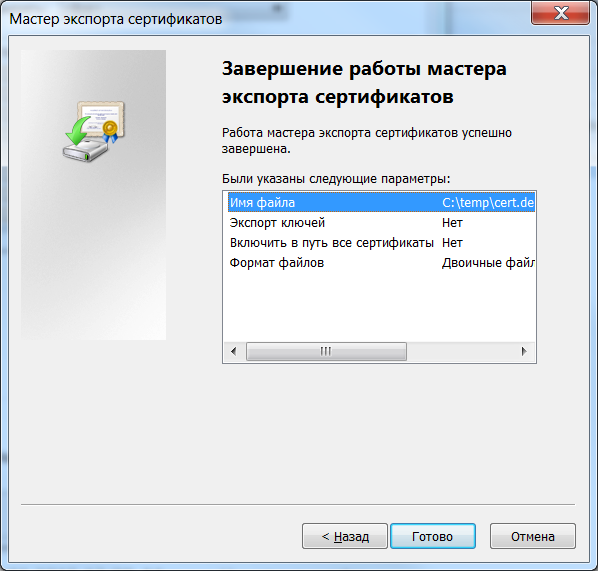 Мастер экспорта сертификатов
Завершение работы мастера
экспорта сертификатов
Работа мастера экспорта сертификатов успешно
завершена.
Были указаны следующие параметры:
Имя файла C:\temp\cert.de
Экспорт ключей Нет
Включить в путь все сертификаты Нет
Формат файлов Двоичные файл
< Назад Готово Отмена